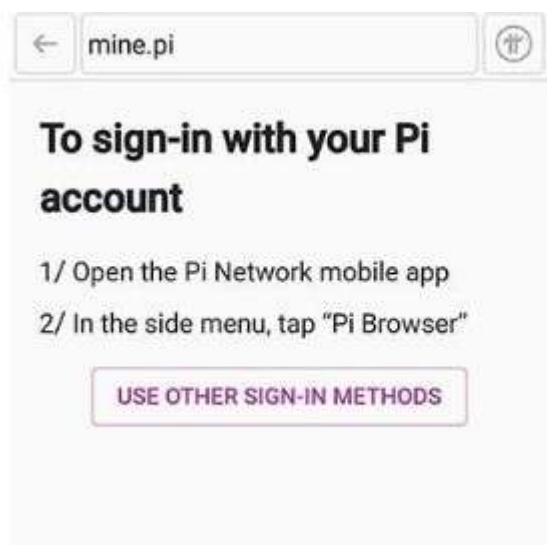 mine.pi
To sign-in with your Pi
account
1/ Open the Pi Network mobile app
2/ In the side menu, tap “Pi Browser”
USE OTHER SIGN-IN METHODS